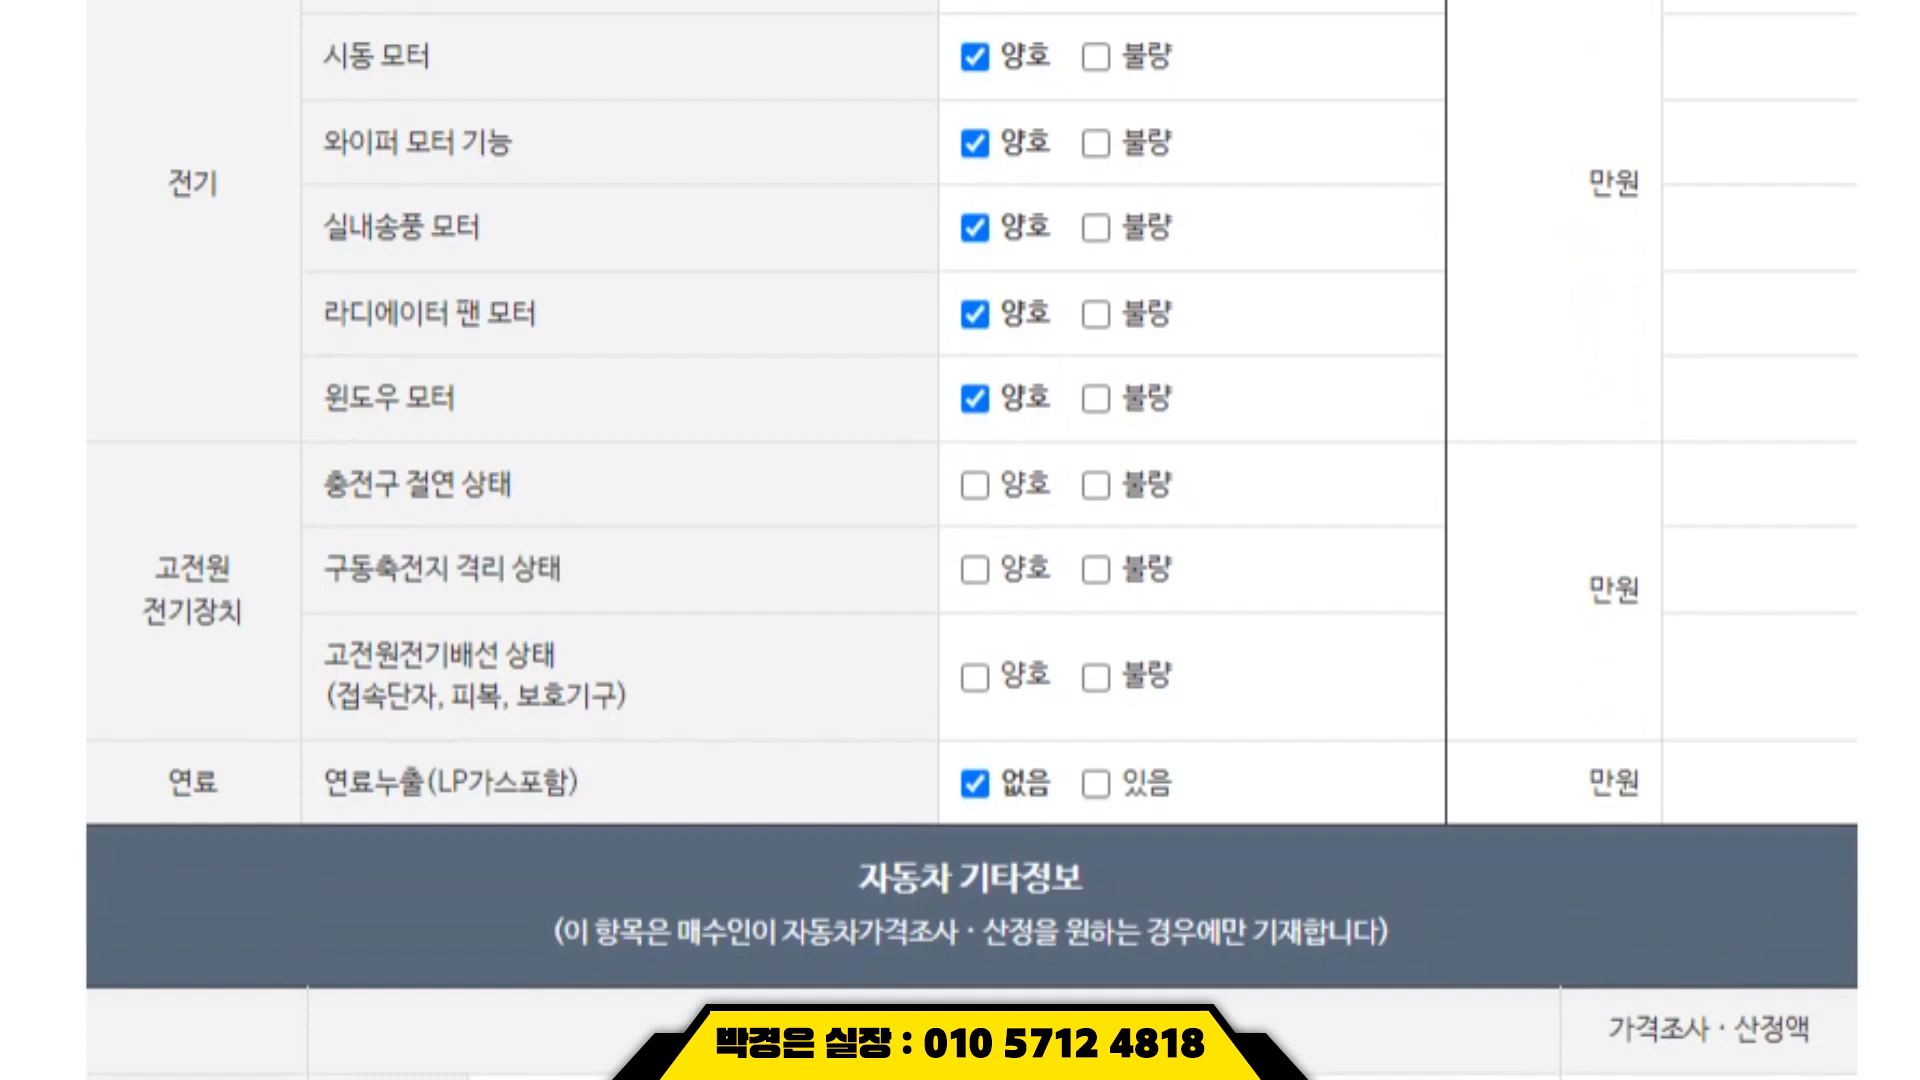 시동 모터 양호 불량
와이퍼 모터 기능 양호 불량
전기 만원
실내송풍 모터 양호 불량
라디에이터 팬 모터 양호 불량
윈도우 모터 양호 불량
충전구 절연 상태 양호 불량
고전원
전기장치
구동축전지 격리 상태 양호 불량
만원
고전원전기배선 상태
(접속단자, 피복, 보호기구)
양호 불량
연료 연료누출(LP가스포함) 없음 있음 만원
자동차 기타정보
(이 항목은 매수인이 자동차가격조사 · 산정을 원하는 경우에만 기재합니다)
가격조사 · 산정액
박경은 실장 : 010 5712 4818